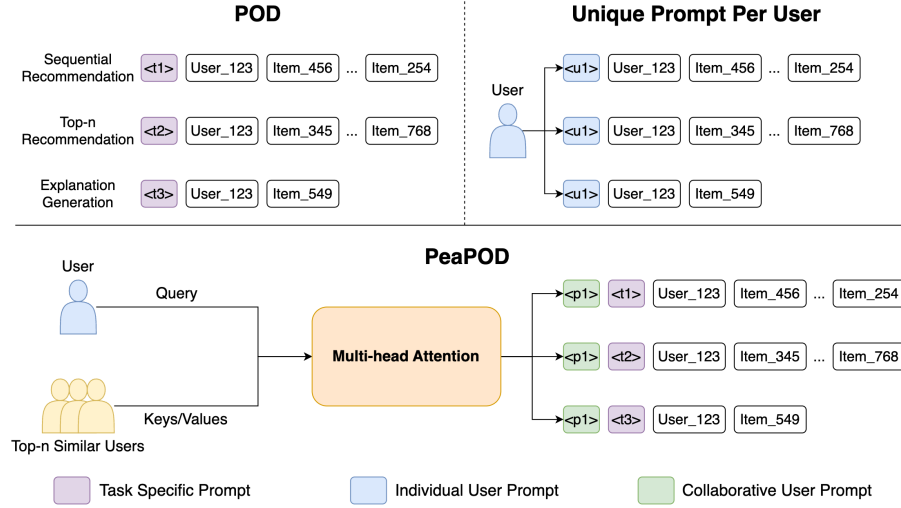 POD
Sequential
Recommendation
<t1> User_123 Item_456 ... Item_254
Top-n
Recommendation
<t2> User_123 Item_345 ... Item_768
Explanation
Generation
<t3> User_123 Item_549
Unique Prompt Per User
User
<u1> User_123 Item_456 ... Item_254
<u1> User_123 Item_345 ... Item_768
<u1> User_123 Item_549
PeaPOD
User
Query
Keys/Values
Top-n Similar Users
Multi-head Attention
<p1> <t1> User_123 Item_456 ... Item_254
<p1> <t2> User_123 Item_345 ... Item_768
<p1> <t3> User_123 Item_549
Task Specific Prompt
Individual User Prompt
Collaborative User Prompt